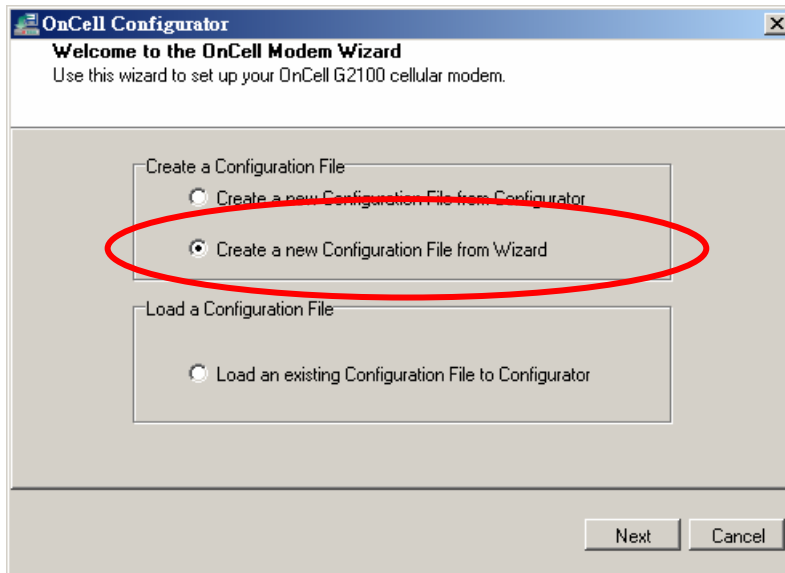 OnCell Configurator
Welcome to the OnCell Modem Wizard
Use this wizard to set up your OnCell G2100 cellular modem.
Create a Configuration File
Create a new Configuration File from Configurator
Create a new Configuration File from Wizard
Load a Configuration File
Load an existing Configuration File to Configurator
Next Cancel